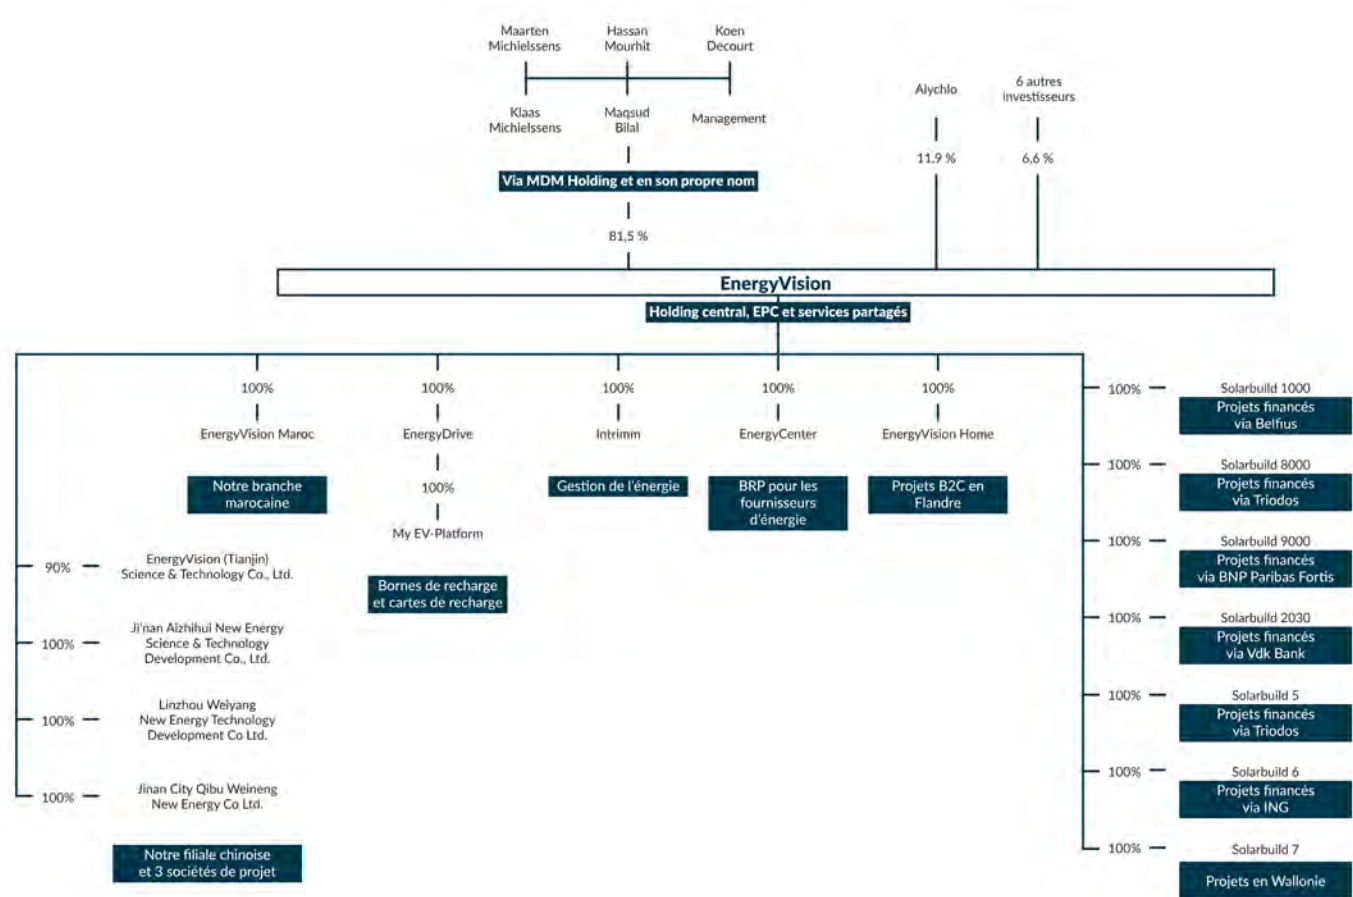 Maarten
Michielssens
Hassan
Mourhit
Koen
Decourt
Klaas
Michielssens
Maqsud
Bilal
Management
Alychlo
6 autres
investisseurs
11,9 %
6,6 %
Via MDM Holding et en son propre nom
81,5 %
EnergyVision
Holding central, EPC et services partagés
100%
EnergyVision Maroc
Notre branche
marocaine
100%
EnergyDrive
100%
My EV-Platform
Bornes de recharge
et cartes de recharge
100%
Intrimm
Gestion de l'énergie
100%
EnergyCenter
BRP pour les
fournisseurs
d'énergie
100%
EnergyVision Home
Projets B2C en
Flandre
90%
EnergyVision (Tianjin)
Science & Technology Co., Ltd.
100%
Ji'nan Aizhihui New Energy
Science & Technology
Development Co., Ltd.
100%
Linzhou Weiyang
New Energy Technology
Development Co Ltd.
100%
Jinan City Qibu Weineng
New Energy Co Ltd.
Notre filiale chinoise
et 3 sociétés de projet
100%
Solarbuild 1000
Projets financés
via Belfius
100%
Solarbuild 8000
Projets financés
via Triodos
100%
Solarbuild 9000
Projets financés
via BNP Paribas Fortis
100%
Solarbuild 2030
Projets financés
via Vdk Bank
100%
Solarbuild 5
Projets financés
via Triodos
100%
Solarbuild 6
Projets financés
via ING
100%
Solarbuild 7
Projets en Wallonie